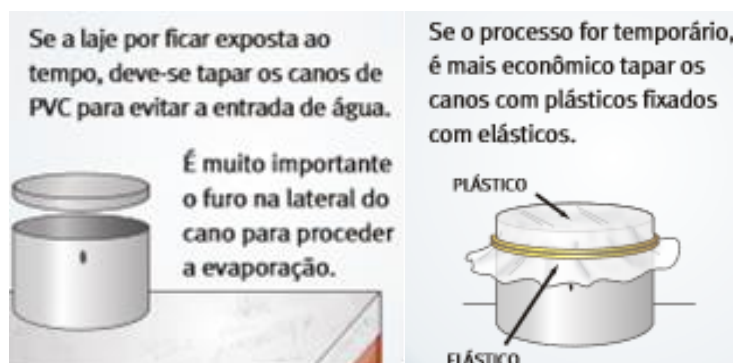 Se a laje por ficar exposta ao
tempo, deve-se tapar os canos de
PVC para evitar a entrada de água.
É muito importante
o furo na lateral do
cano para proceder
a evaporação.
Se o processo for temporário,
é mais econômico tapar os
canos com plásticos fixados
com elásticos.
PLÁSTICO
ELÁSTICO